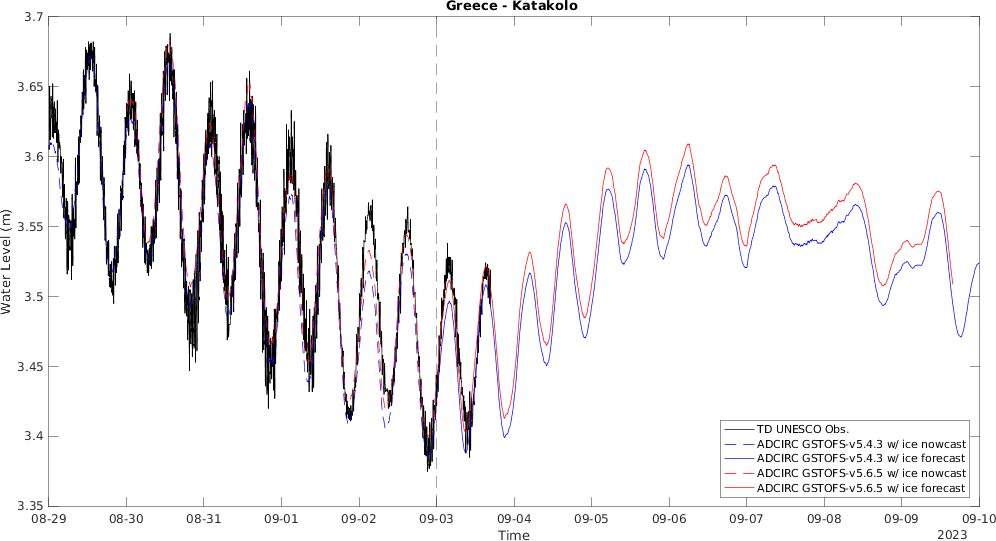 Greece - Katakolo
3.7
3.65
3.6
3.55
3.5
3.45
3.4
3.35
Water Level (m)
TD UNESCO Obs.
ADCIRC GSTOFS-v5.4.3 w/ ice nowcast
ADCIRC GSTOFS-v5.4.3 w/ ice forecast
ADCIRC GSTOFS-v5.6.5 w/ ice nowcast
ADCIRC GSTOFS-v5.6.5 w/ ice forecast
08-29 08-30 08-31 09-01 09-02 09-03 09-04 09-05 09-06 09-07 09-08 09-09 09-10
Time
2023